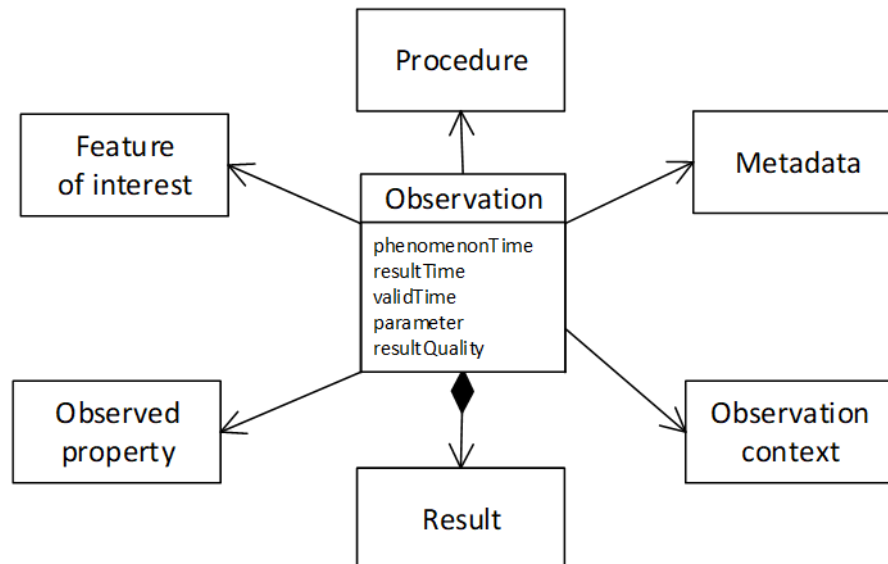 Procedure
Feature
of interest
Metadata
Observation
phenomenonTime
resultTime
validTime
parameter
resultQuality
Observed
property
Observation
context
Result